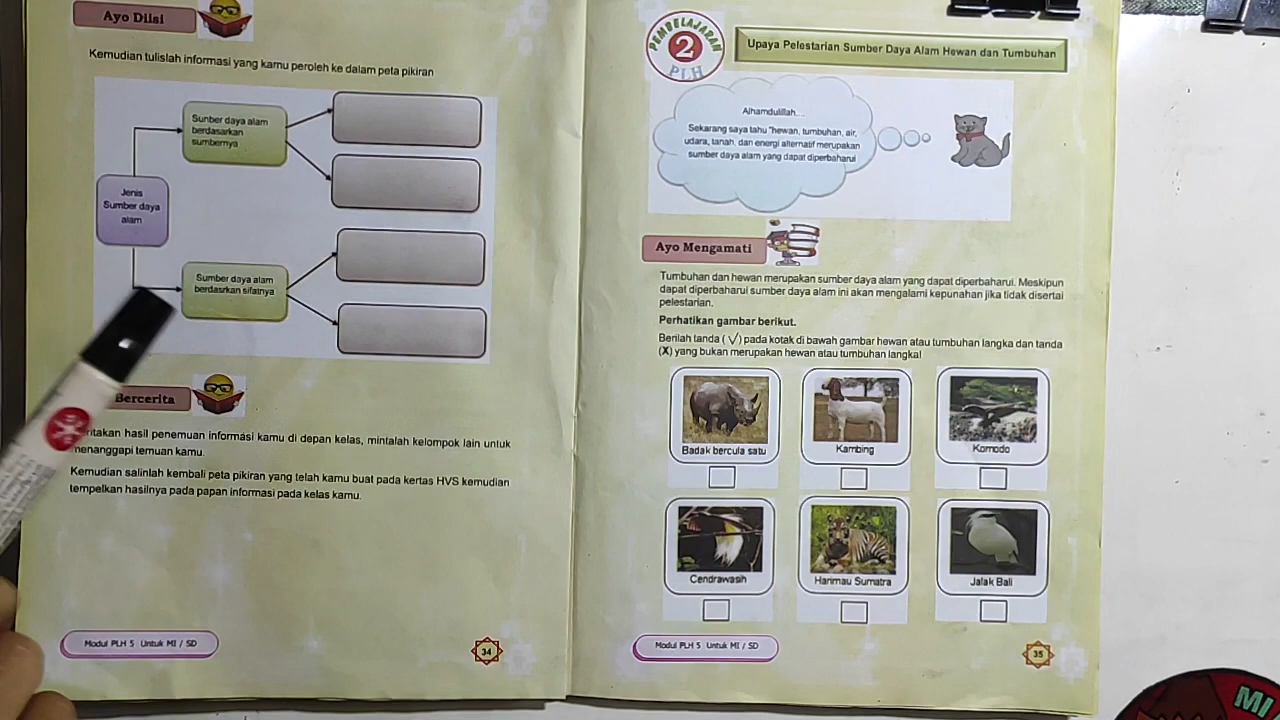 Ayo Diisi
Kemudian tulislah informasi yang kamu peroleh ke dalam peta pikiran
Sunber daya alam
berdasarkan
sumbernya
Jenis
Sumber daya
alam
Sumber daya alam
berdasrkan sifatnya
Bercerita
hasil penemuan informasi kamu di depan kelas, mintalah kelompok lain untuk
menanggapi temuan kamu.
Kemudian salinlah kembali peta pikiran yang telah kamu buat pada kertas HVS kemudian
tempelkan hasilnya pada papan informasi pada kelas kamu.
Modul PLH 5 Untuk MI / SD
34
PEMBELAJARAN
2
PLH
Upaya Pelestarian Sumber Daya Alam Hewan dan Tumbuhan
Alhamdulillah....
Sekarang saya tahu "hewan, tumbuhan, air,
udara, tanah, dan energi alternatif merupakan
sumber daya alam yang dapat diperbaharui
Ayo Mengamati
Tumbuhan dan hewan merupakan sumber daya alam yang dapat diperbaharui. Meskipun
dapat diperbaharui sumber daya alam ini akan mengalami kepunahan jika tidak disertai
pelestarian.
Perhatikan gambar berikut.
Berilah tanda ( √ ) pada kotak di bawah gambar hewan atau tumbuhan langka dan tanda
(X) yang bukan merupakan hewan atau tumbuhan langka!
Badak bercula satu
Kambing
Komodo
Cendrawasih
Harimau Sumatra
Jalak Bali
Modul PLH 5 Untuk MI / SD
35
MI